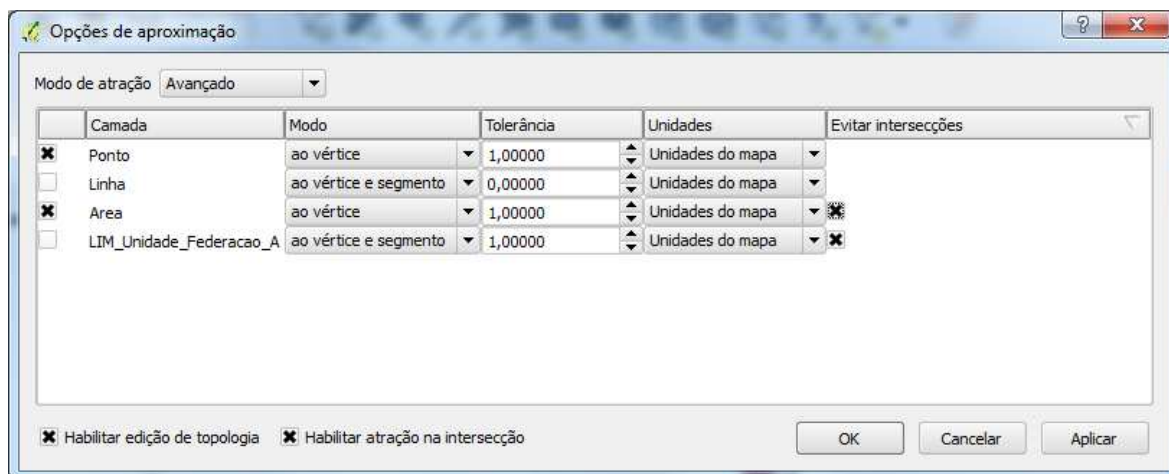 Opções de aproximação
Modo de atração Avançado
Camada Modo Tolerância Unidades Evitar intersecções
Ponto ao vértice 1,00000 Unidades do mapa
Linha ao vértice e segmento 0,00000 Unidades do mapa
Area ao vértice 1,00000 Unidades do mapa
LIM_Unidade_Federacao_A ao vértice e segmento 1,00000 Unidades do mapa
Habilitar edição de topologia Habilitar atração na intersecção OK Cancelar Aplicar